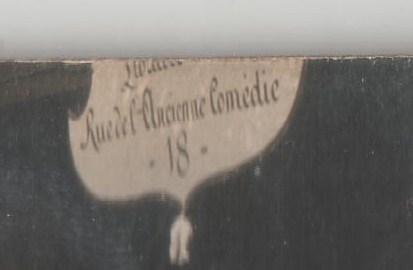 Rue de l'Ancienne Comédie
- 18 -